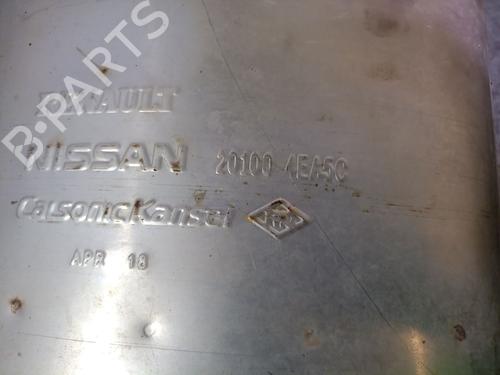 B-PARTS
RENAULT
NISSAN 20100 4EA5C
CalsonicKansei
APR 18